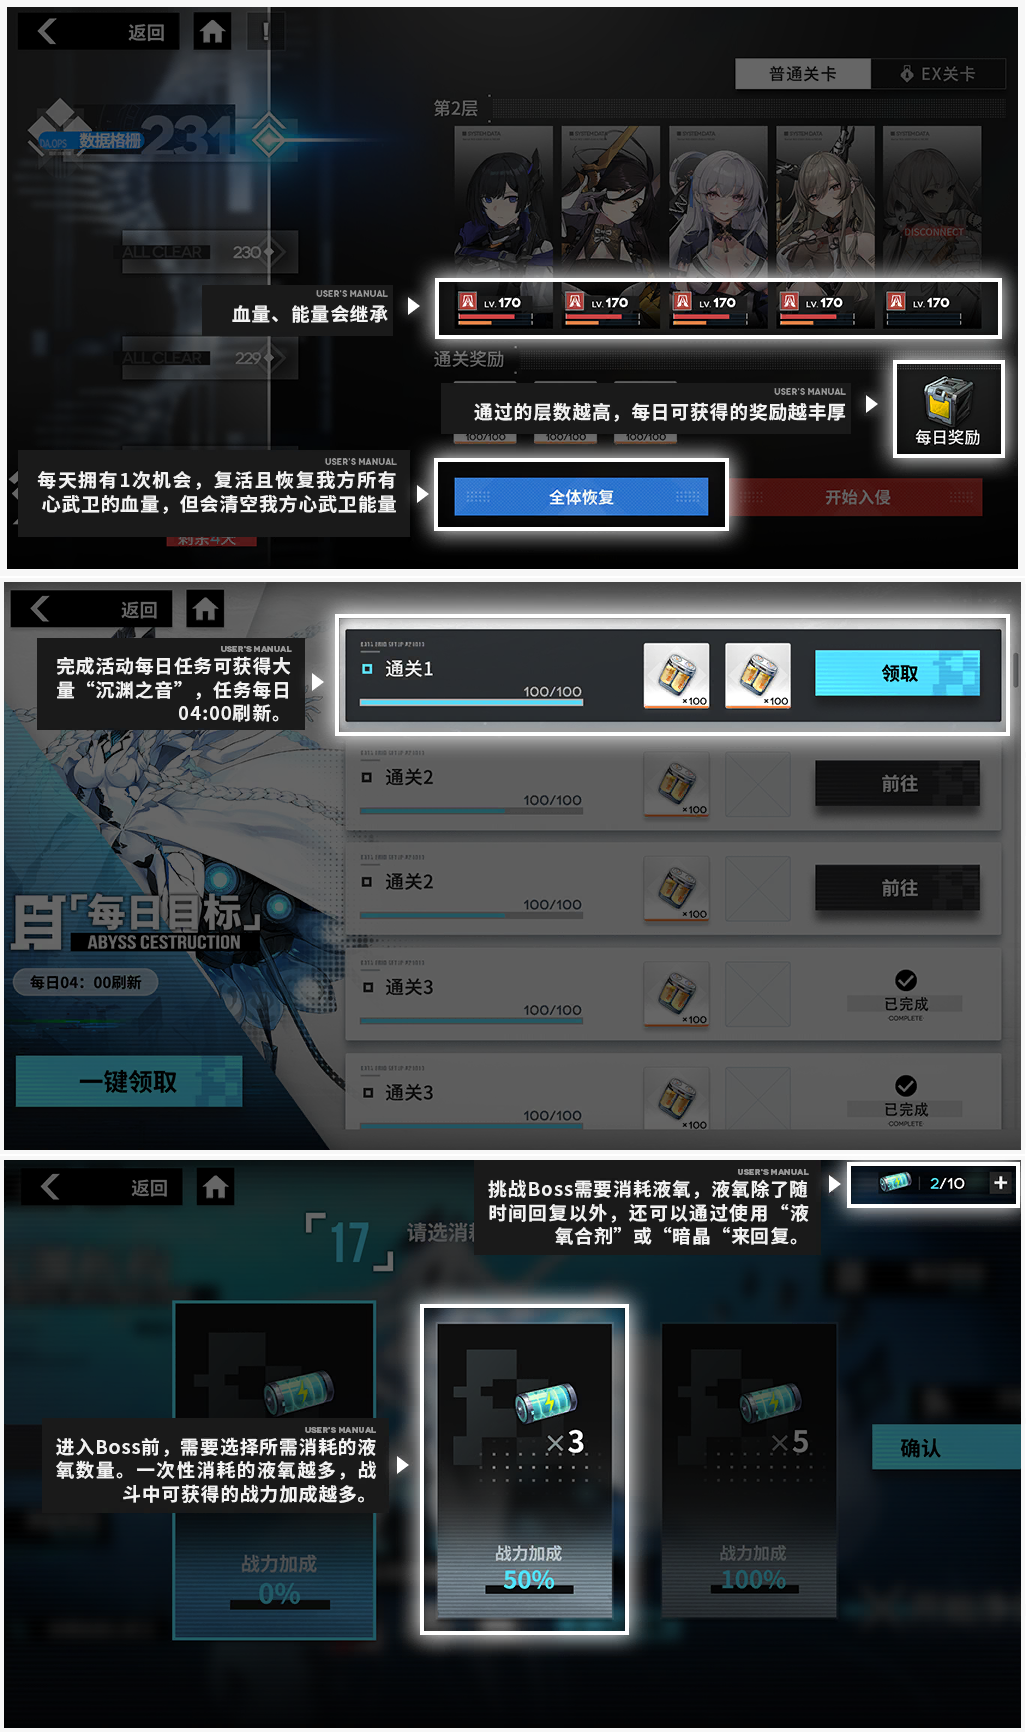 返回
!
普通关卡
EX关卡
第2层
DA.OPS 数据格栅
231
SYSTEM DATA
SYSTEM DATA
SYSTEM DATA
SYSTEM DATA
SYSTEM DATA
DISCONNECT
ALL CLEAR 230
USER'S MANUAL
血量、能量会继承
LV. 170
LV. 170
LV. 170
LV. 170
LV. 170
ALL CLEAR 229
通关奖励
USER'S MANUAL
通过的层数越高，每日可获得的奖励越丰厚
100/100
100/100
100/100
每日奖励
USER'S MANUAL
每天拥有1次机会，复活且恢复我方所有
心武卫的血量，但会清空我方心武卫能量
全体恢复
开始入侵
剩余4天
返回
USER'S MANUAL
完成活动每日任务可获得大
量“沉渊之音”，任务每日
04:00刷新。
通关1
100/100
×100
×100
领取
通关2
100/100
×100
前往
通关2
100/100
×100
前往
通关3
100/100
×100
已完成
COMPLETE
通关3
100/100
×100
已完成
COMPLETE
「每日目标」
ABYSS CESTRUCTION
每日04：00刷新
一键领取
返回
USER'S MANUAL
挑战Boss需要消耗液氧，液氧除了随
时间回复以外，还可以通过使用“液
氧合剂”或“暗晶“来回复。
2/10
+
17
请选消耗
USER'S MANUAL
进入Boss前，需要选择所需消耗的液
氧数量。一次性消耗的液氧越多，战
斗中可获得的战力加成越多。
×3
×5
确认
战力加成
0%
战力加成
50%
战力加成
100%